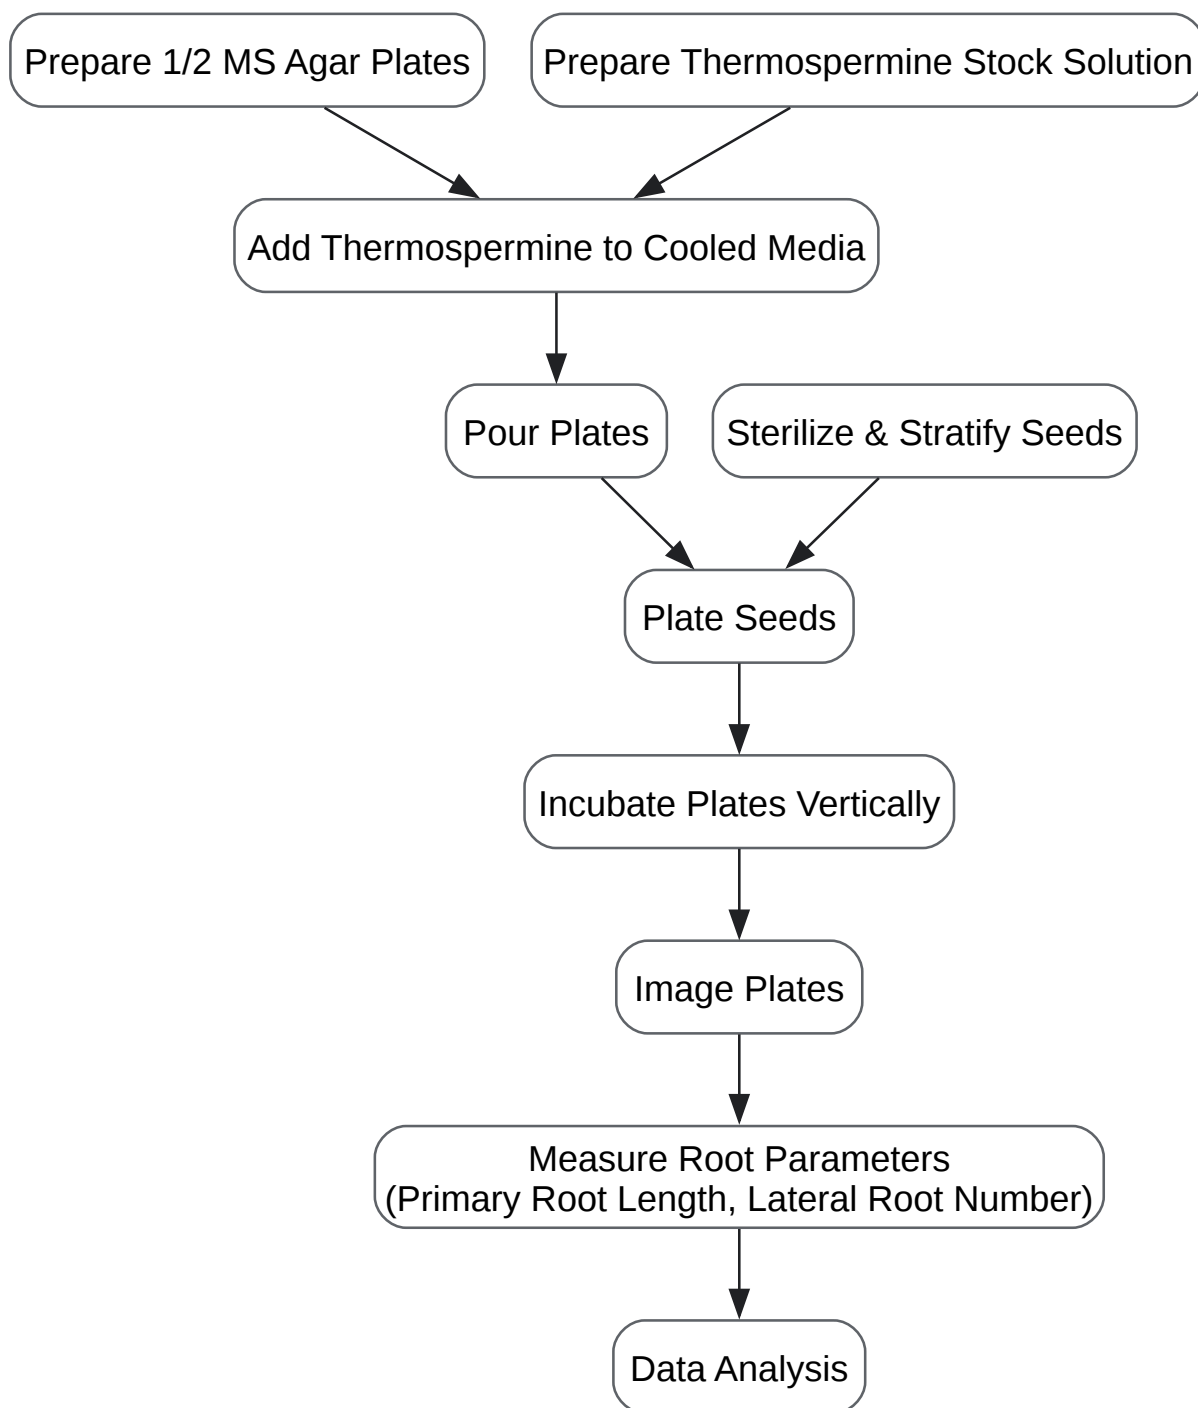 Prepare 1/2 MS Agar Plates
Prepare Thermospermine Stock Solution
Add Thermospermine to Cooled Media
Pour Plates
Sterilize & Stratify Seeds
Plate Seeds
Incubate Plates Vertically
Image Plates
Measure Root Parameters
(Primary Root Length, Lateral Root Number)
Data Analysis